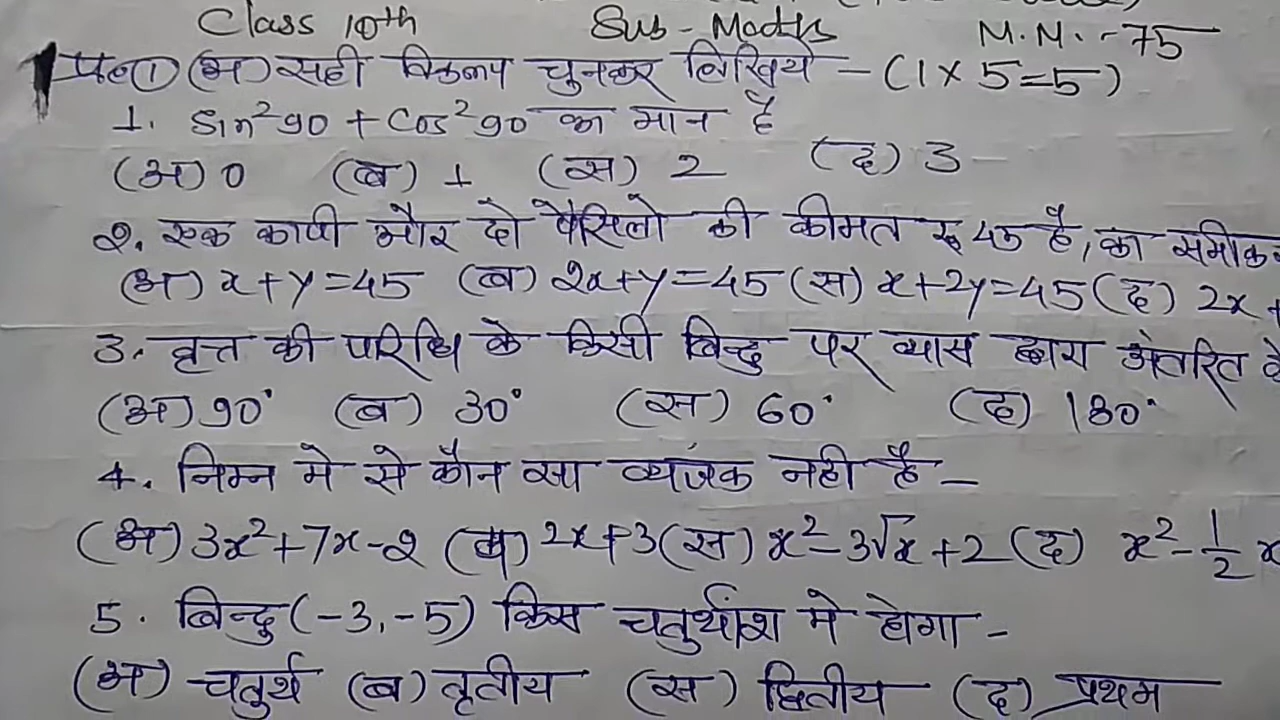 Class 10th Sub - Maths M.M. - 75
प्र०① (अ) सही विकल्प चुनकर लिखिये - (1 × 5 = 5)
1. Sin²90 + Cos²90 का मान है
(अ) 0 (ब) 1 (स) 2 (द) 3
2. एक कापी और दो पेंसिलो की कीमत रु 45 है, का
(अ) x + y = 45 (ब) 2x + y = 45 (स) x + 2y = 45 (द) 2x +
3. वृत्त की परिधि के किसी बिन्दु पर व्यास द्वारा अंतरित
(अ) 90° (ब) 30° (स) 60° (द) 180°
4. निम्न मे से कौन सा व्यंजक नही है -
(अ) 3x² + 7x - 2 (ब) 2x + 3 (स) x² - 3√x + 2 (द) x² - 1/2 x
5. बिन्दु (-3, -5) किस चतुर्थांश मे होगा -
(अ) चतुर्थ (ब) तृतीय (स) द्वितीय (द) प्रथम